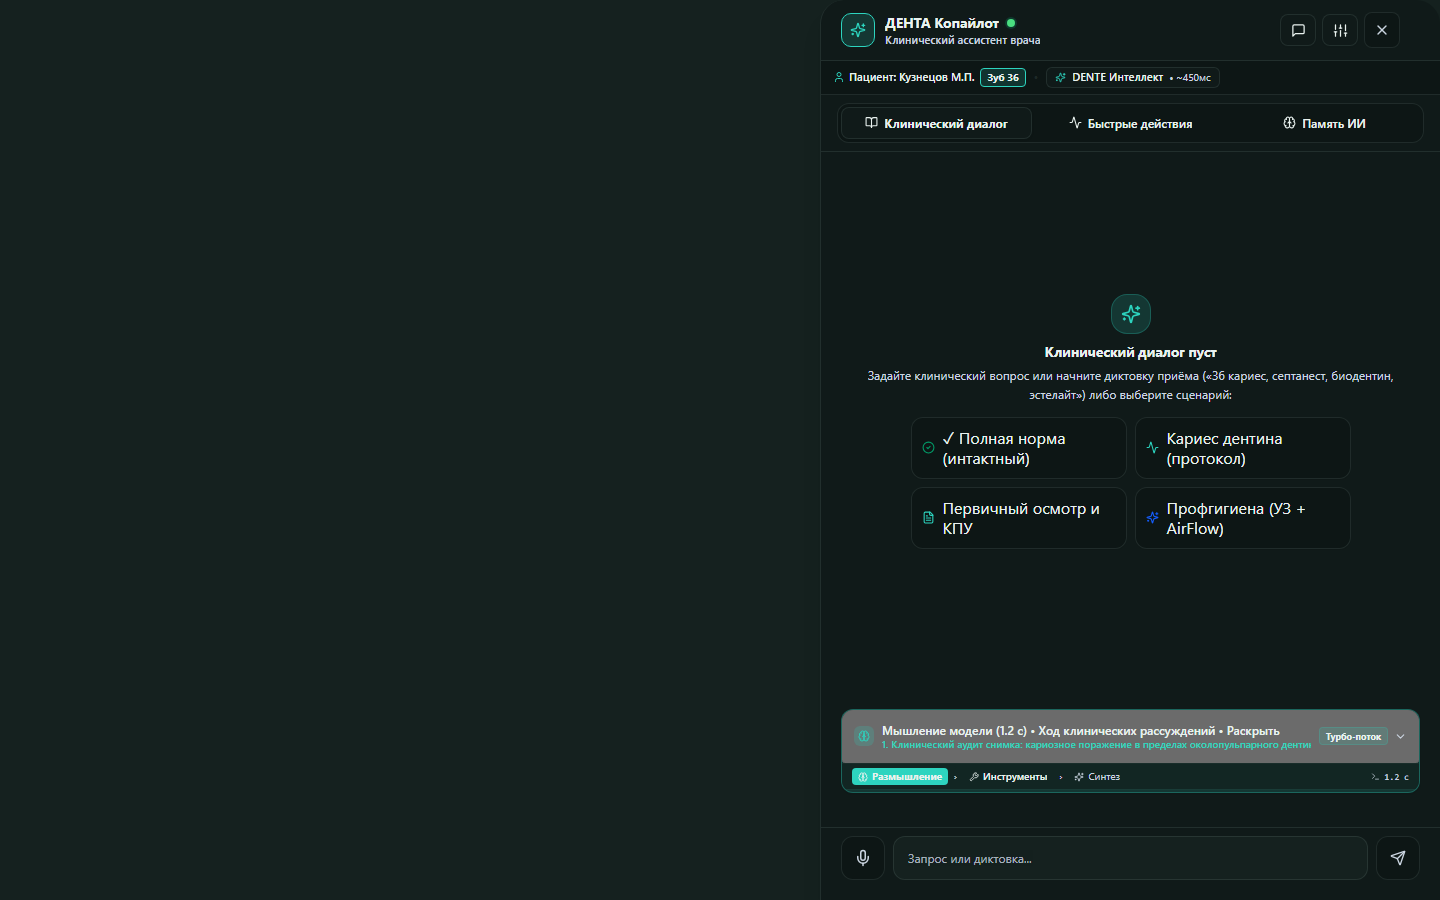 ДЕНТА Копайлот
Клинический ассистент врача
Пациент: Кузнецов М.П. Зуб 36 DENTE Интеллект • ~450мс
Клинический диалог Быстрые действия Память ИИ
Клинический диалог пуст
Задайте клинический вопрос или начните диктовку приёма («36 кариес, септанест, биодентин,
эстелайт») либо выберите сценарий:
✓ Полная норма
(интактный)
Кариес дентина
(протокол)
Первичный осмотр и
КПУ
Профгигиена (УЗ +
AirFlow)
Мышление модели (1.2 с) • Ход клинических рассуждений • Раскрыть
1. Клинический аудит снимка: кариозное поражение в пределах околопульпарного дентин
Турбо-поток
Размышление › Инструменты › Синтез 1.2 с
Запрос или диктовка...